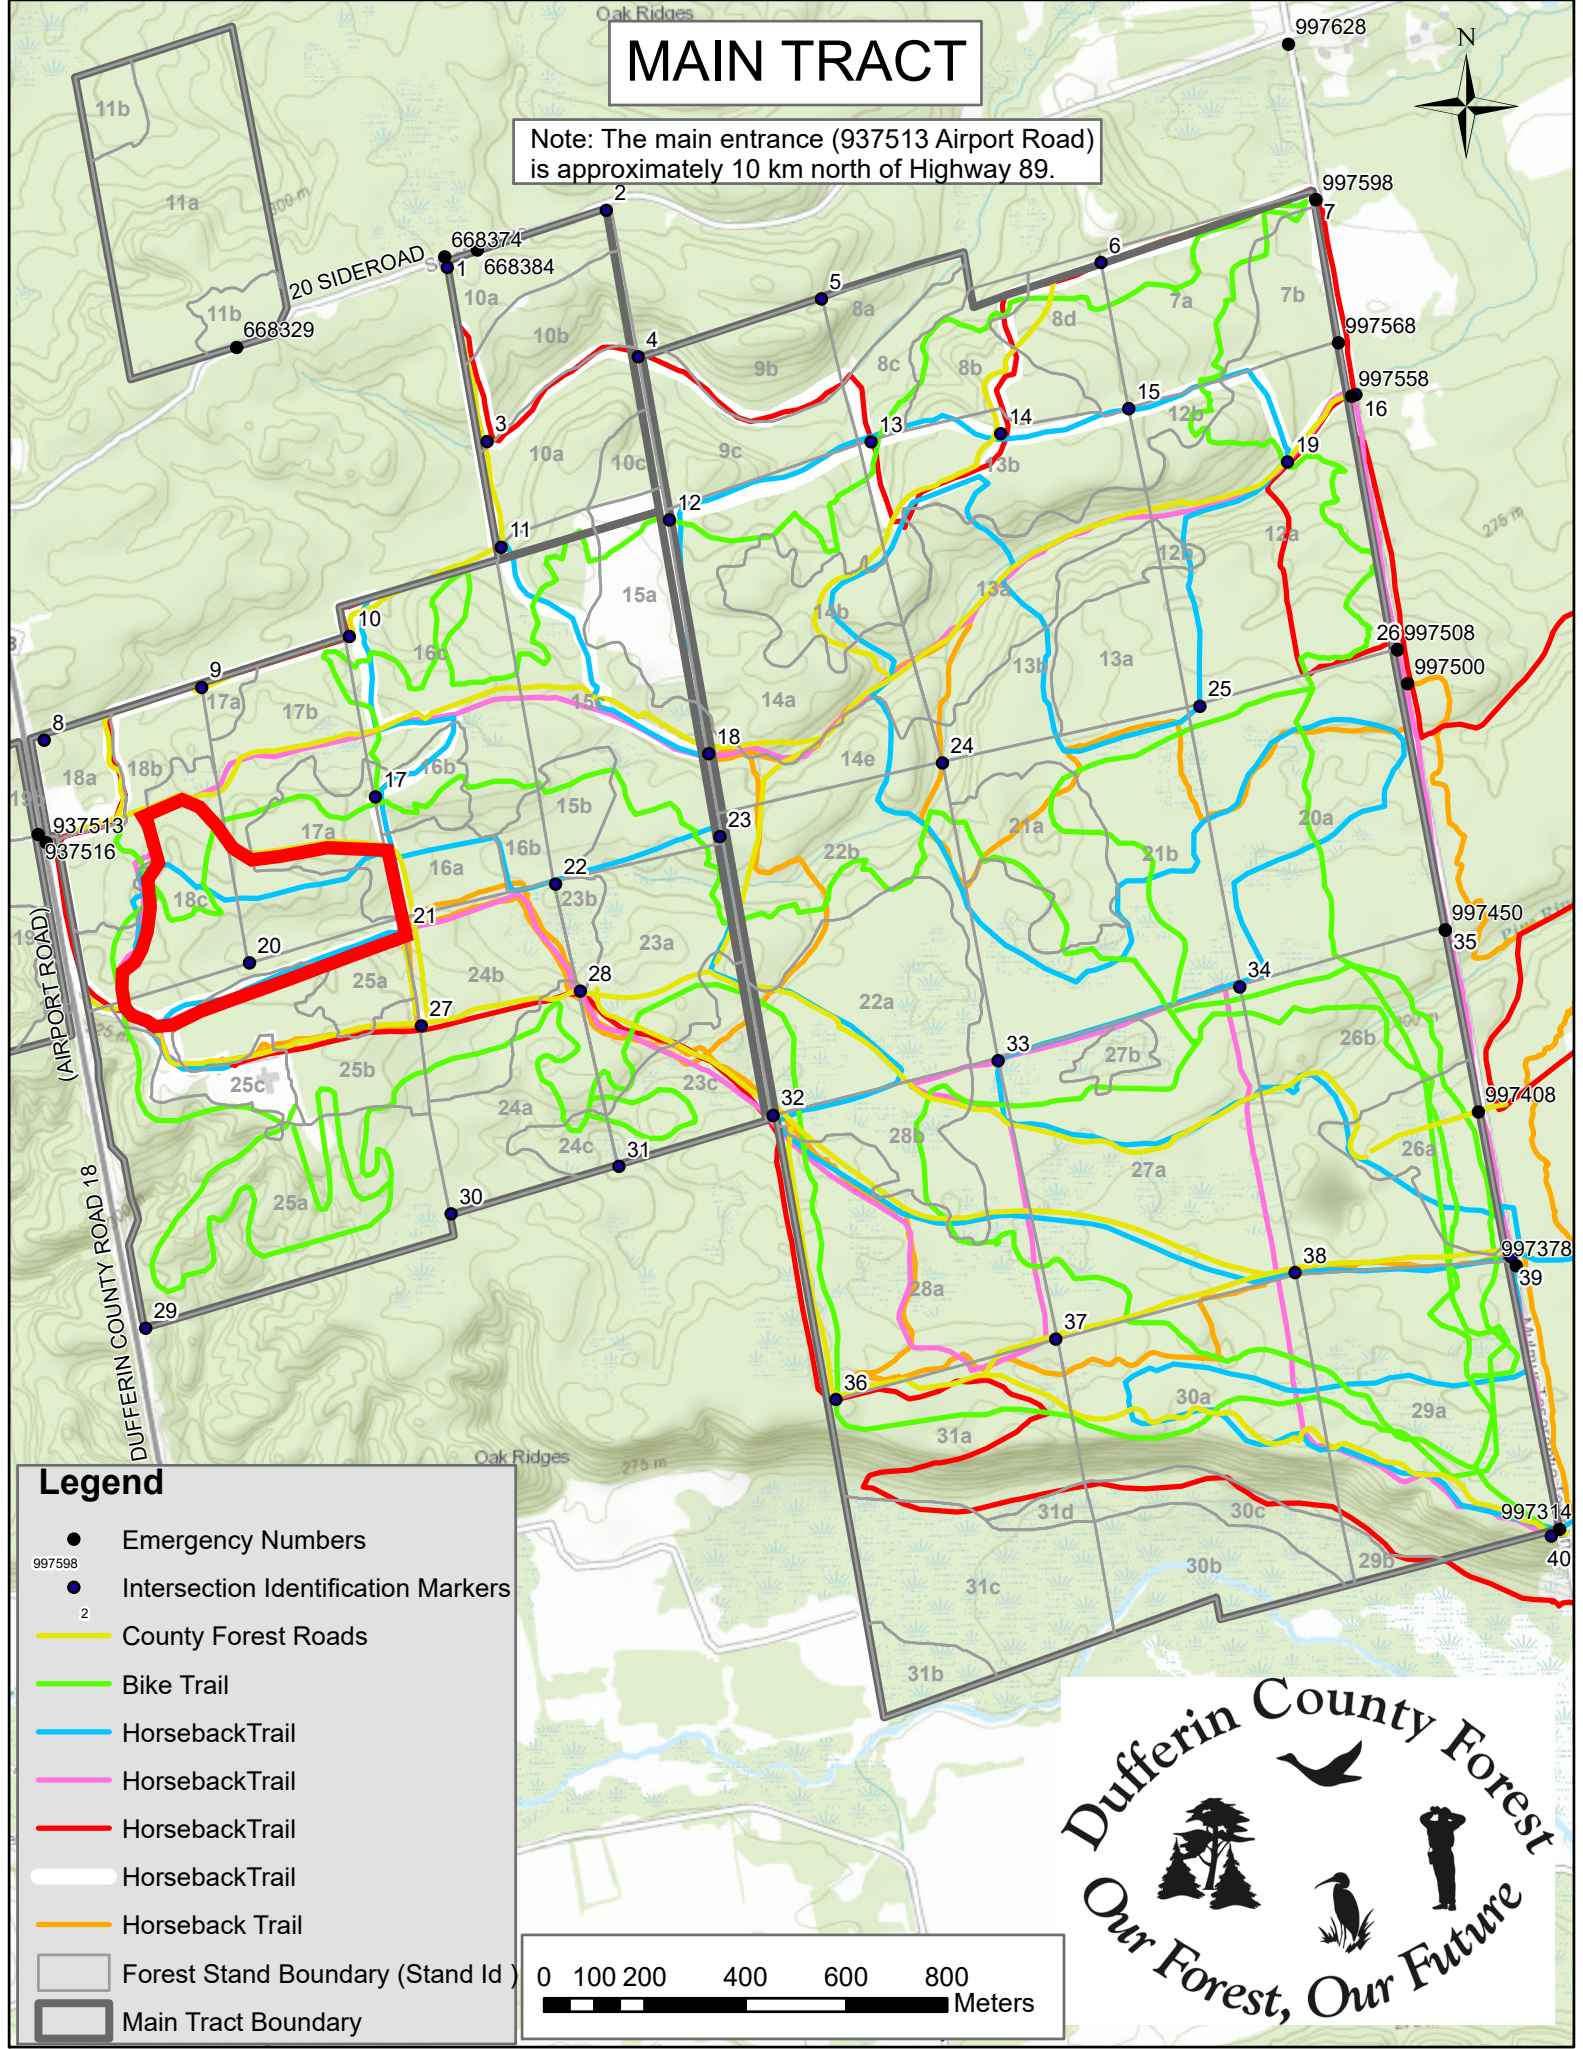 Oak Ridges
MAIN TRACT
Note: The main entrance (937513 Airport Road)
is approximately 10 km north of Highway 89.
N
997628
11b
11a
300 m
11b
668329
20 SIDEROAD
668374
668384
1
2
10a
10b
3
4
5
6
997598
7
8a
8d
7a
7b
997568
997558
16
9b
8c
8b
15
12b
13
14
13b
19
10a
10c
9c
12
11
12a
12b
275 m
15a
14b
13a
10
16c
13b
13a
26
997508
997500
9
17a
17b
15c
14a
25
8
18
14e
24
18a
18b
17
16b
15b
19b
937513
937516
17a
16a
16b
23
22
22b
21a
21b
20a
18c
23b
21
997450
35
20
23a
25a
24b
28
22a
34
27
33
26b
300 m
27b
25b
25c
23c
997408
(AIRPORT ROAD)
24a
32
28b
26a
24c
31
27a
25a
30
997378
39
38
28a
29
37
DUFFERIN COUNTY ROAD 18
36
30a
29a
31a
Oak Ridges
275 m
31d
30c
997314
40
29b
30b
31c
31b
Legend
Emergency Numbers
997598
Intersection Identification Markers
2
County Forest Roads
Bike Trail
HorsebackTrail
HorsebackTrail
HorsebackTrail
HorsebackTrail
Horseback Trail
Forest Stand Boundary (Stand Id )
Main Tract Boundary
0 100 200 400 600 800
Meters
Dufferin County Forest
Our Forest, Our Future